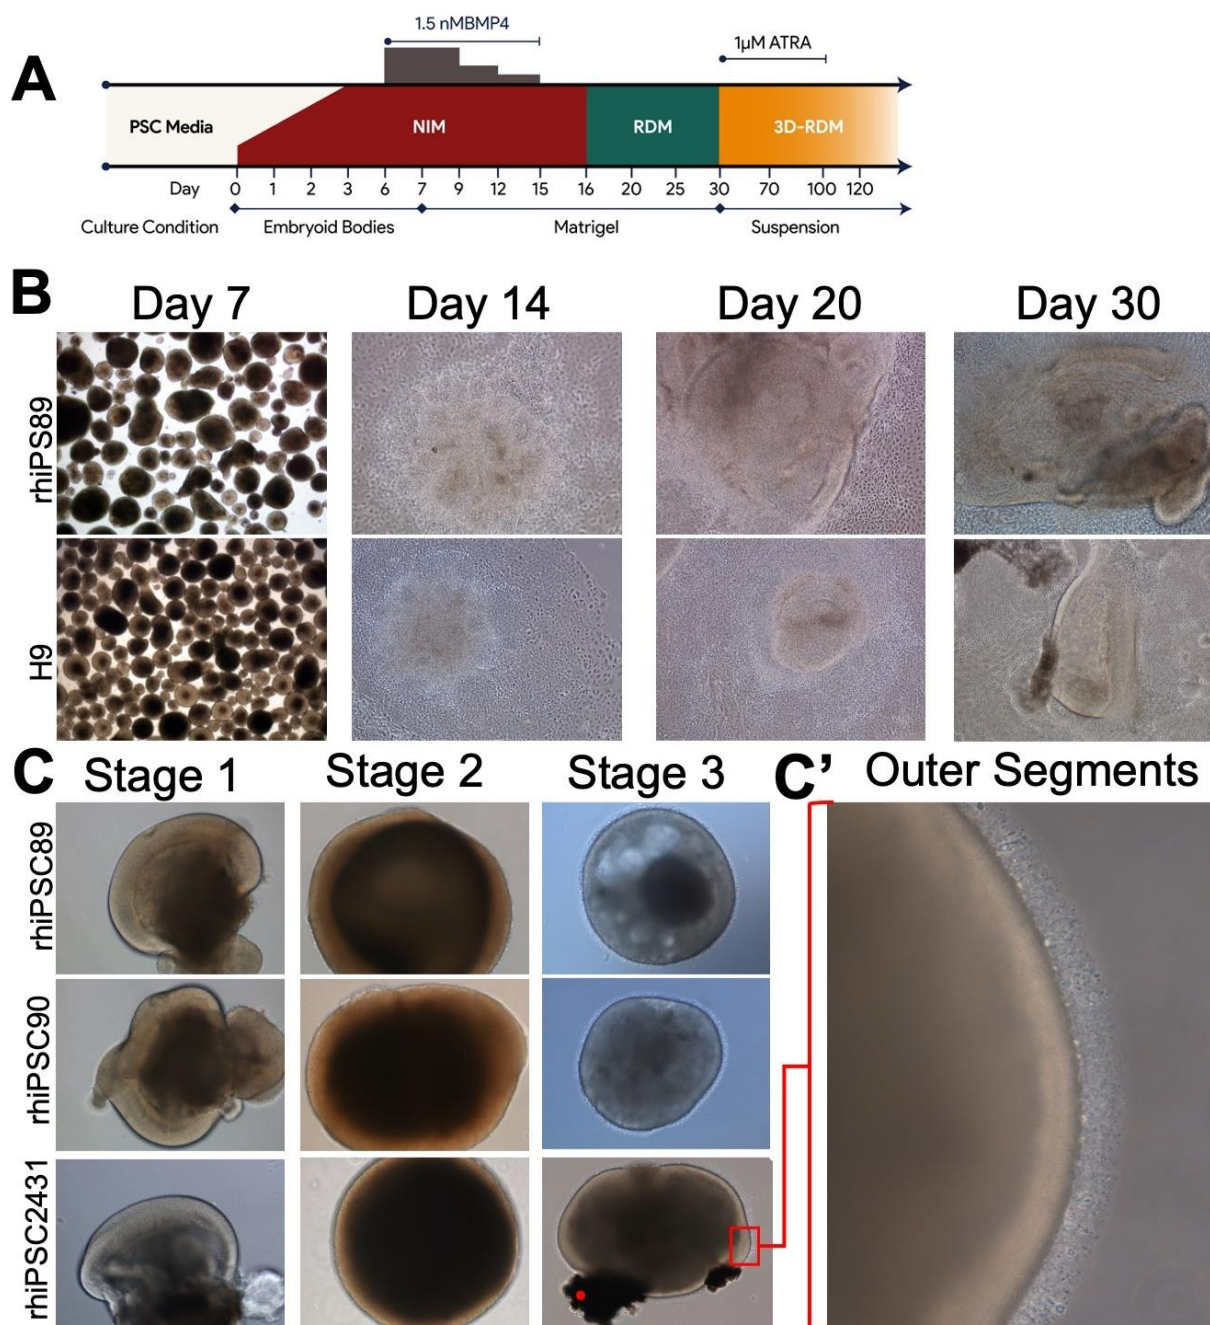 A
1.5 nMBMP4
1µM ATRA
PSC Media
NIM
RDM
3D-RDM
Day 0 1 2 3 6 7 9 12 15 16 20 25 30 70 100 120
Culture Condition Embryoid Bodies Matrigel Suspension
B
Day 7 Day 14 Day 20 Day 30
rhiPS89
H9
C
Stage 1 Stage 2 Stage 3
C’ Outer Segments
rhiPSC89
rhiPSC90
rhiPSC2431